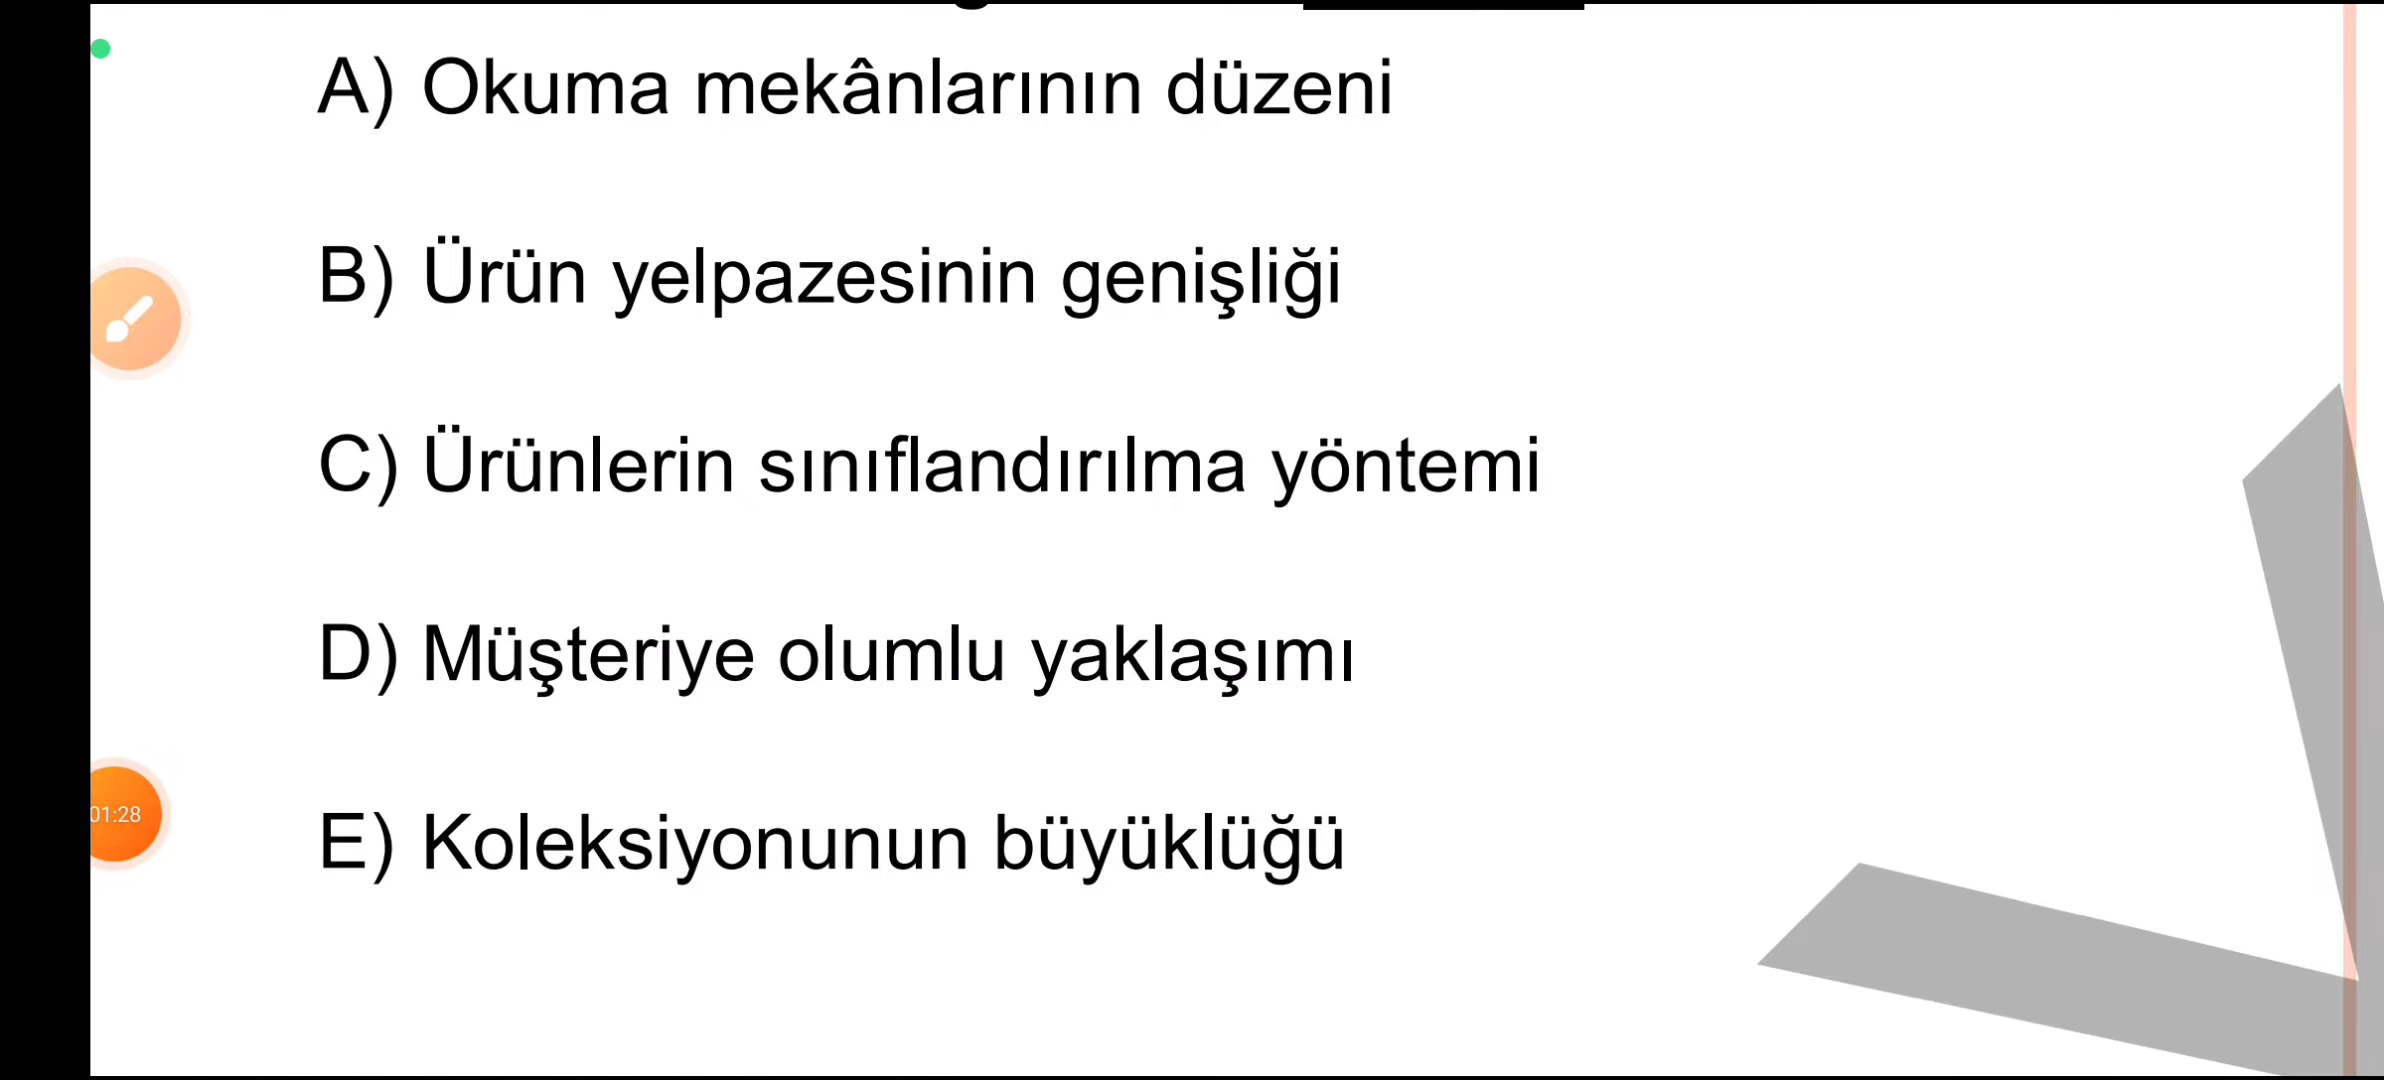 A) Okuma mekânlarının düzeni
B) Ürün yelpazesinin genişliği
C) Ürünlerin sınıflandırılma yöntemi
D) Müşteriye olumlu yaklaşımı
01:28
E) Koleksiyonunun büyüklüğü